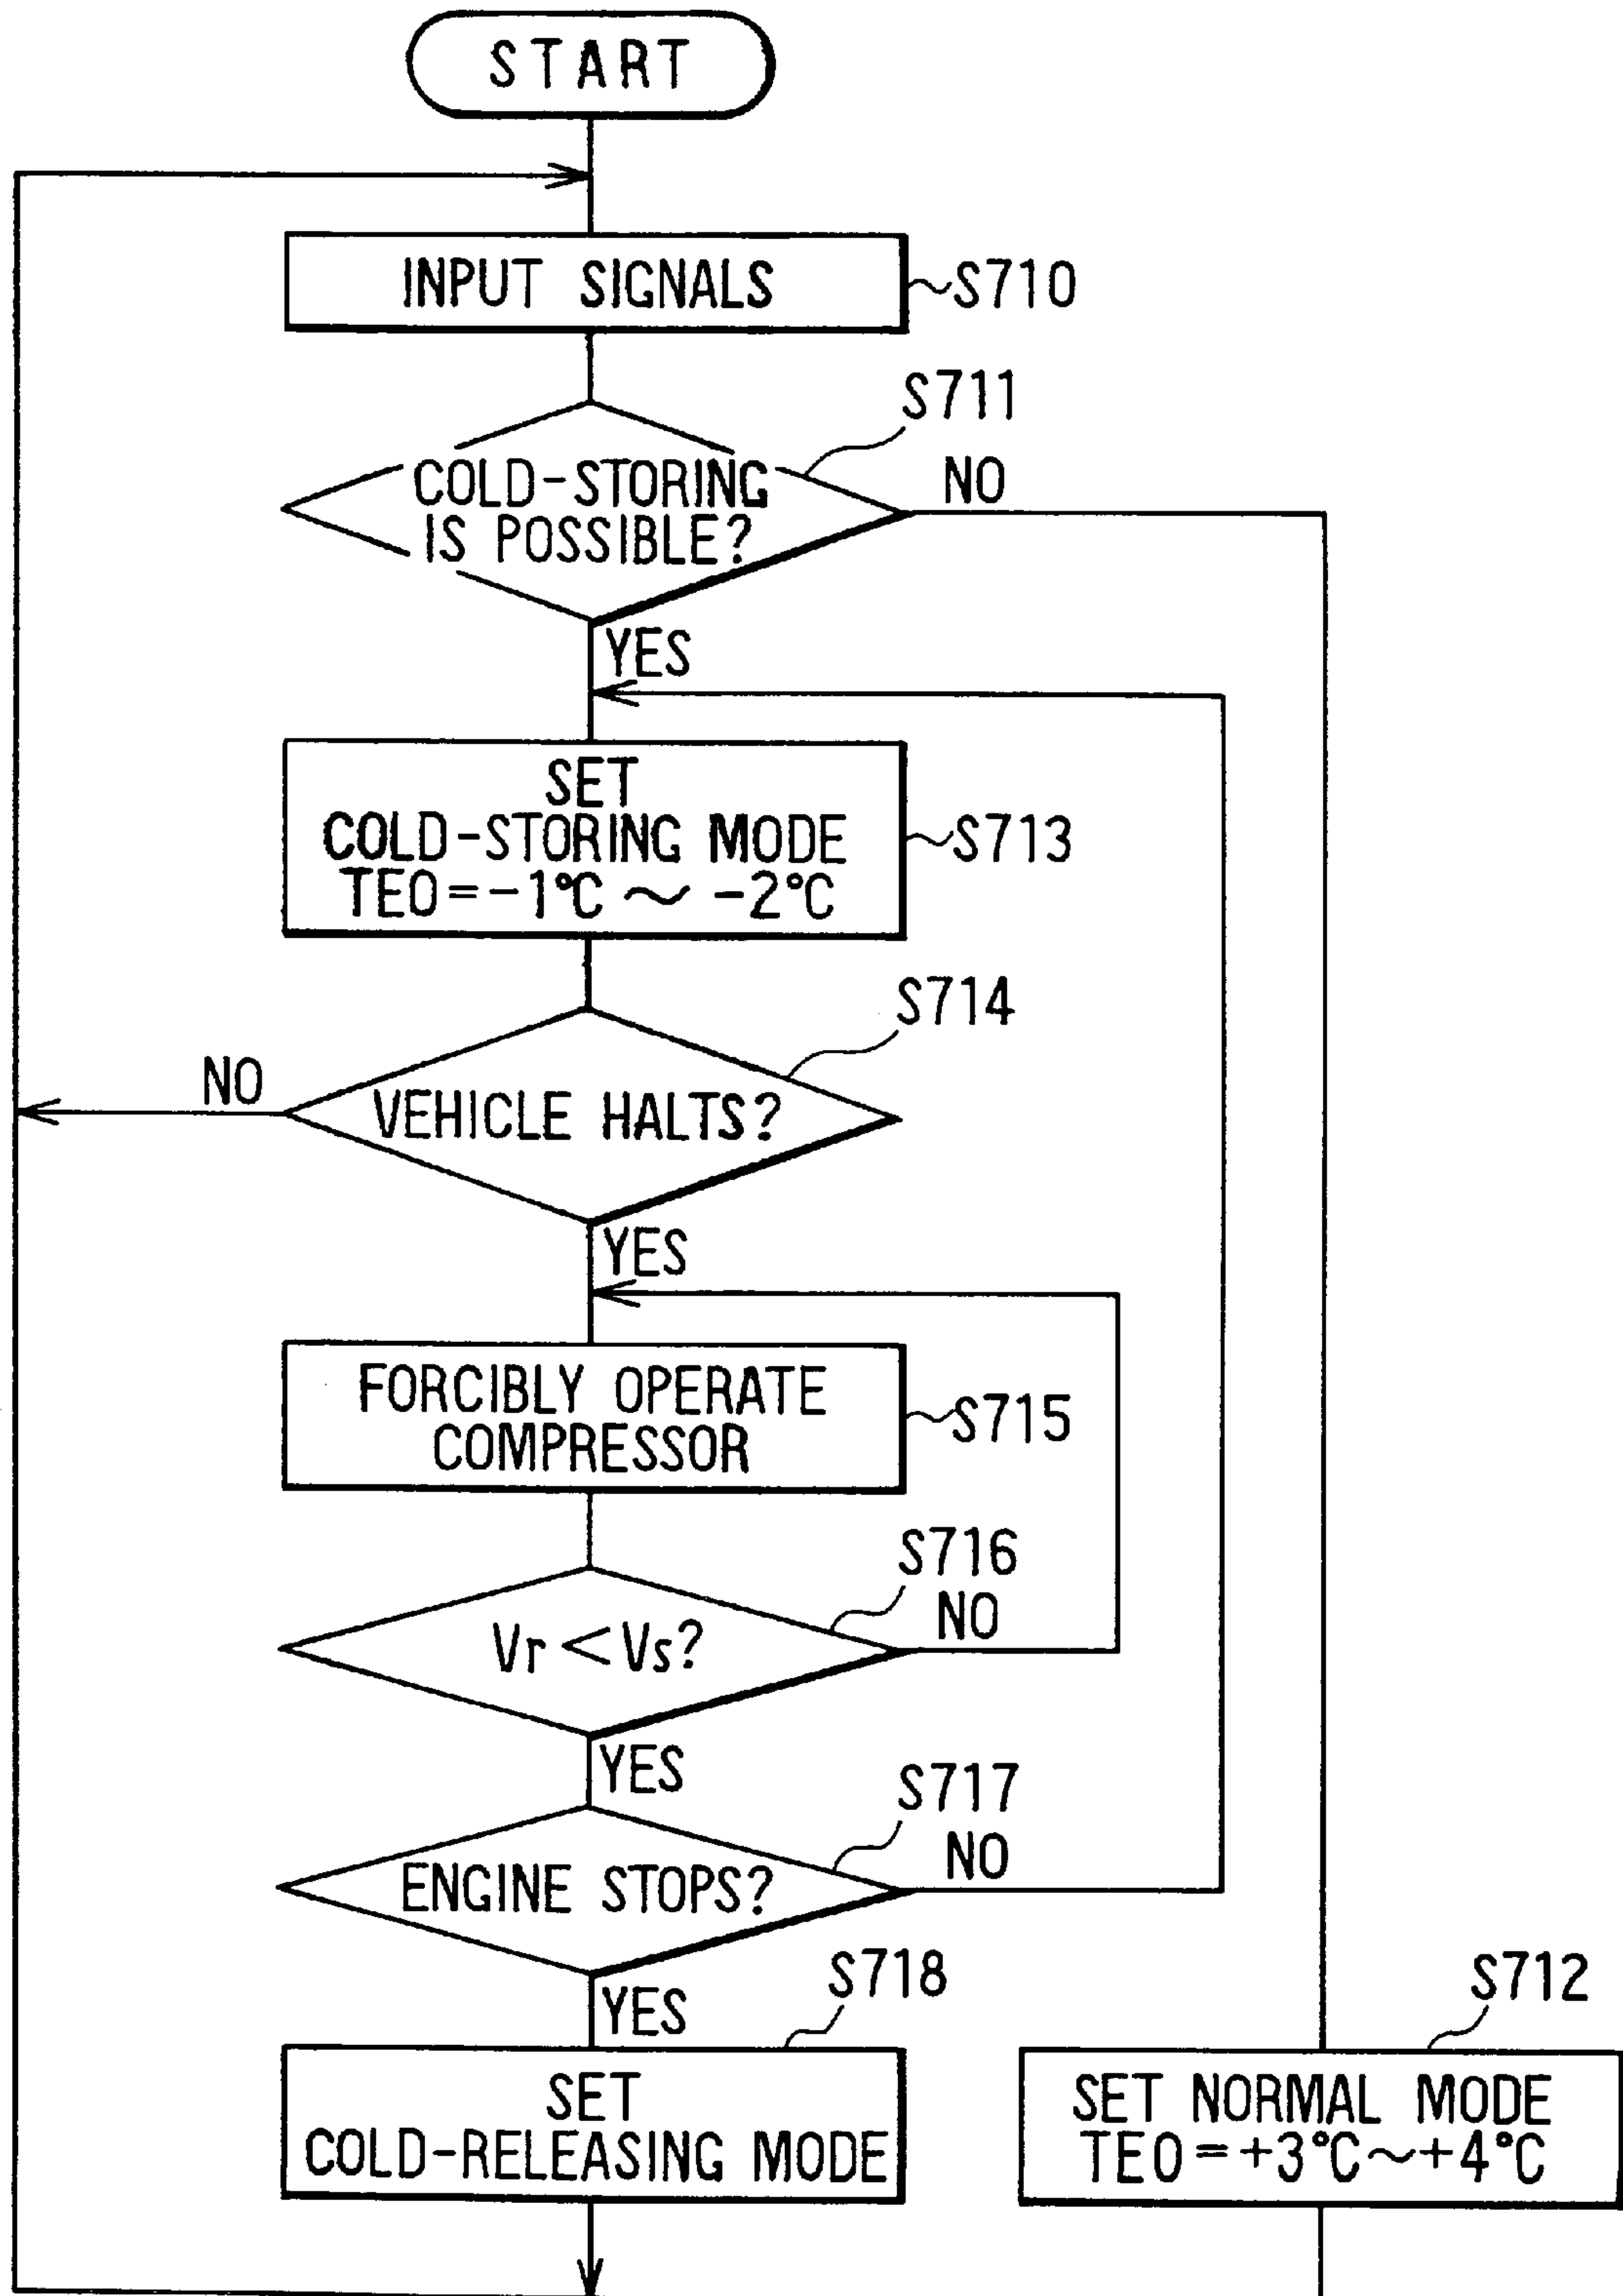 START
INPUT SIGNALS
S710
S711
COLD-STORING
IS POSSIBLE?
NO
YES
SET
COLD-STORING MODE
TEO=-1℃ ~ -2℃
S713
S714
NO
VEHICLE HALTS?
YES
FORCIBLY OPERATE
COMPRESSOR
S715
S716
NO
Vr<Vs?
YES
S717
NO
ENGINE STOPS?
YES
S718
SET
COLD-RELEASING MODE
S712
SET NORMAL MODE
TEO=+3℃~+4℃